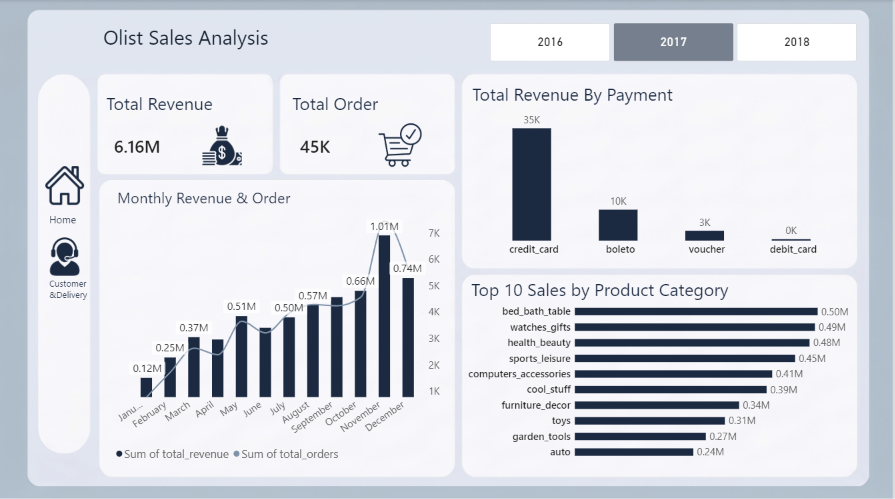 Olist Sales Analysis
2016
2017
2018
Total Revenue
6.16M
Total Order
45K
Home
Customer
&Delivery
Monthly Revenue & Order
0.12M
0.25M
0.37M
0.51M
0.50M
0.57M
0.66M
1.01M
0.74M
7K
6K
5K
4K
3K
2K
1K
Janu...
February
March
April
May
June
July
August
September
October
November
December
Sum of total_revenue
Sum of total_orders
Total Revenue By Payment
35K
10K
3K
0K
credit_card
boleto
voucher
debit_card
Top 10 Sales by Product Category
bed_bath_table 0.50M
watches_gifts 0.49M
health_beauty 0.48M
sports_leisure 0.45M
computers_accessories 0.41M
cool_stuff 0.39M
furniture_decor 0.34M
toys 0.31M
garden_tools 0.27M
auto 0.24M